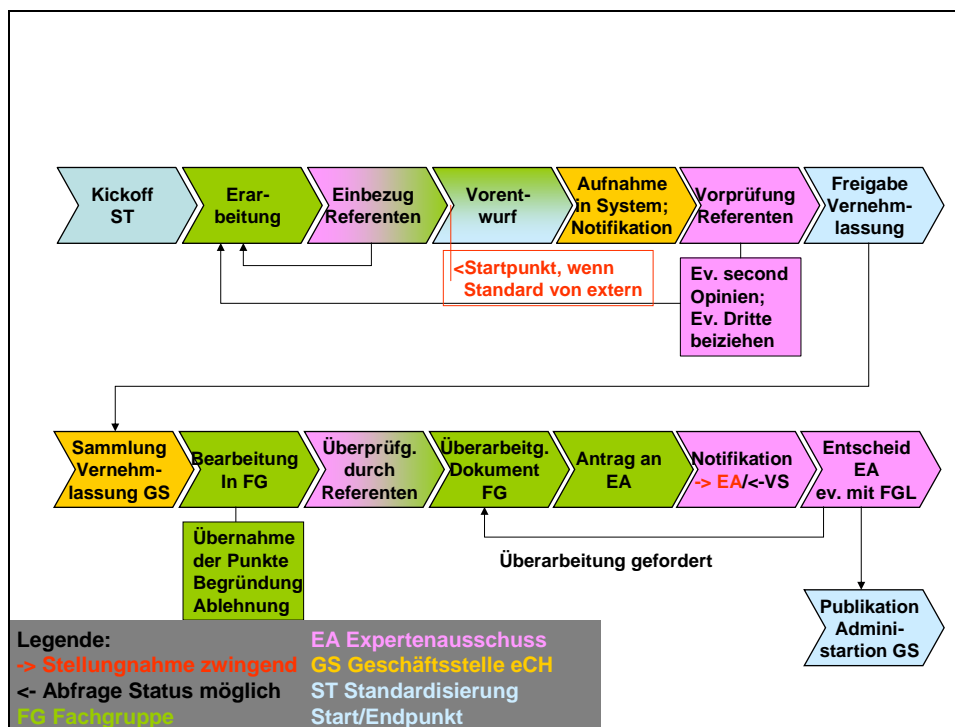 Kickoff
ST
Erar-
beitung
Einbezug
Referenten
Vorent-
wurf
Aufnahme
in System;
Notifikation
Vorprüfung
Referenten
Freigabe
Vernehm-
lassung
<Startpunkt, wenn
Standard von extern
Ev. second
Opinien;
Ev. Dritte
beiziehen
Sammlung
Vernehm-
lassung GS
Bearbeitung
In FG
Überprüfg.
durch
Referenten
Überarbeitg.
Dokument
FG
Antrag an
EA
Notifikation
-> EA/<-VS
Entscheid
EA
ev. mit FGL
Übernahme
der Punkte
Begründung
Ablehnung
Überarbeitung gefordert
Publikation
Admini-
startion GS
Legende:
-> Stellungnahme zwingend
<- Abfrage Status möglich
FG Fachgruppe
EA Expertenausschuss
GS Geschäftsstelle eCH
ST Standardisierung
Start/Endpunkt